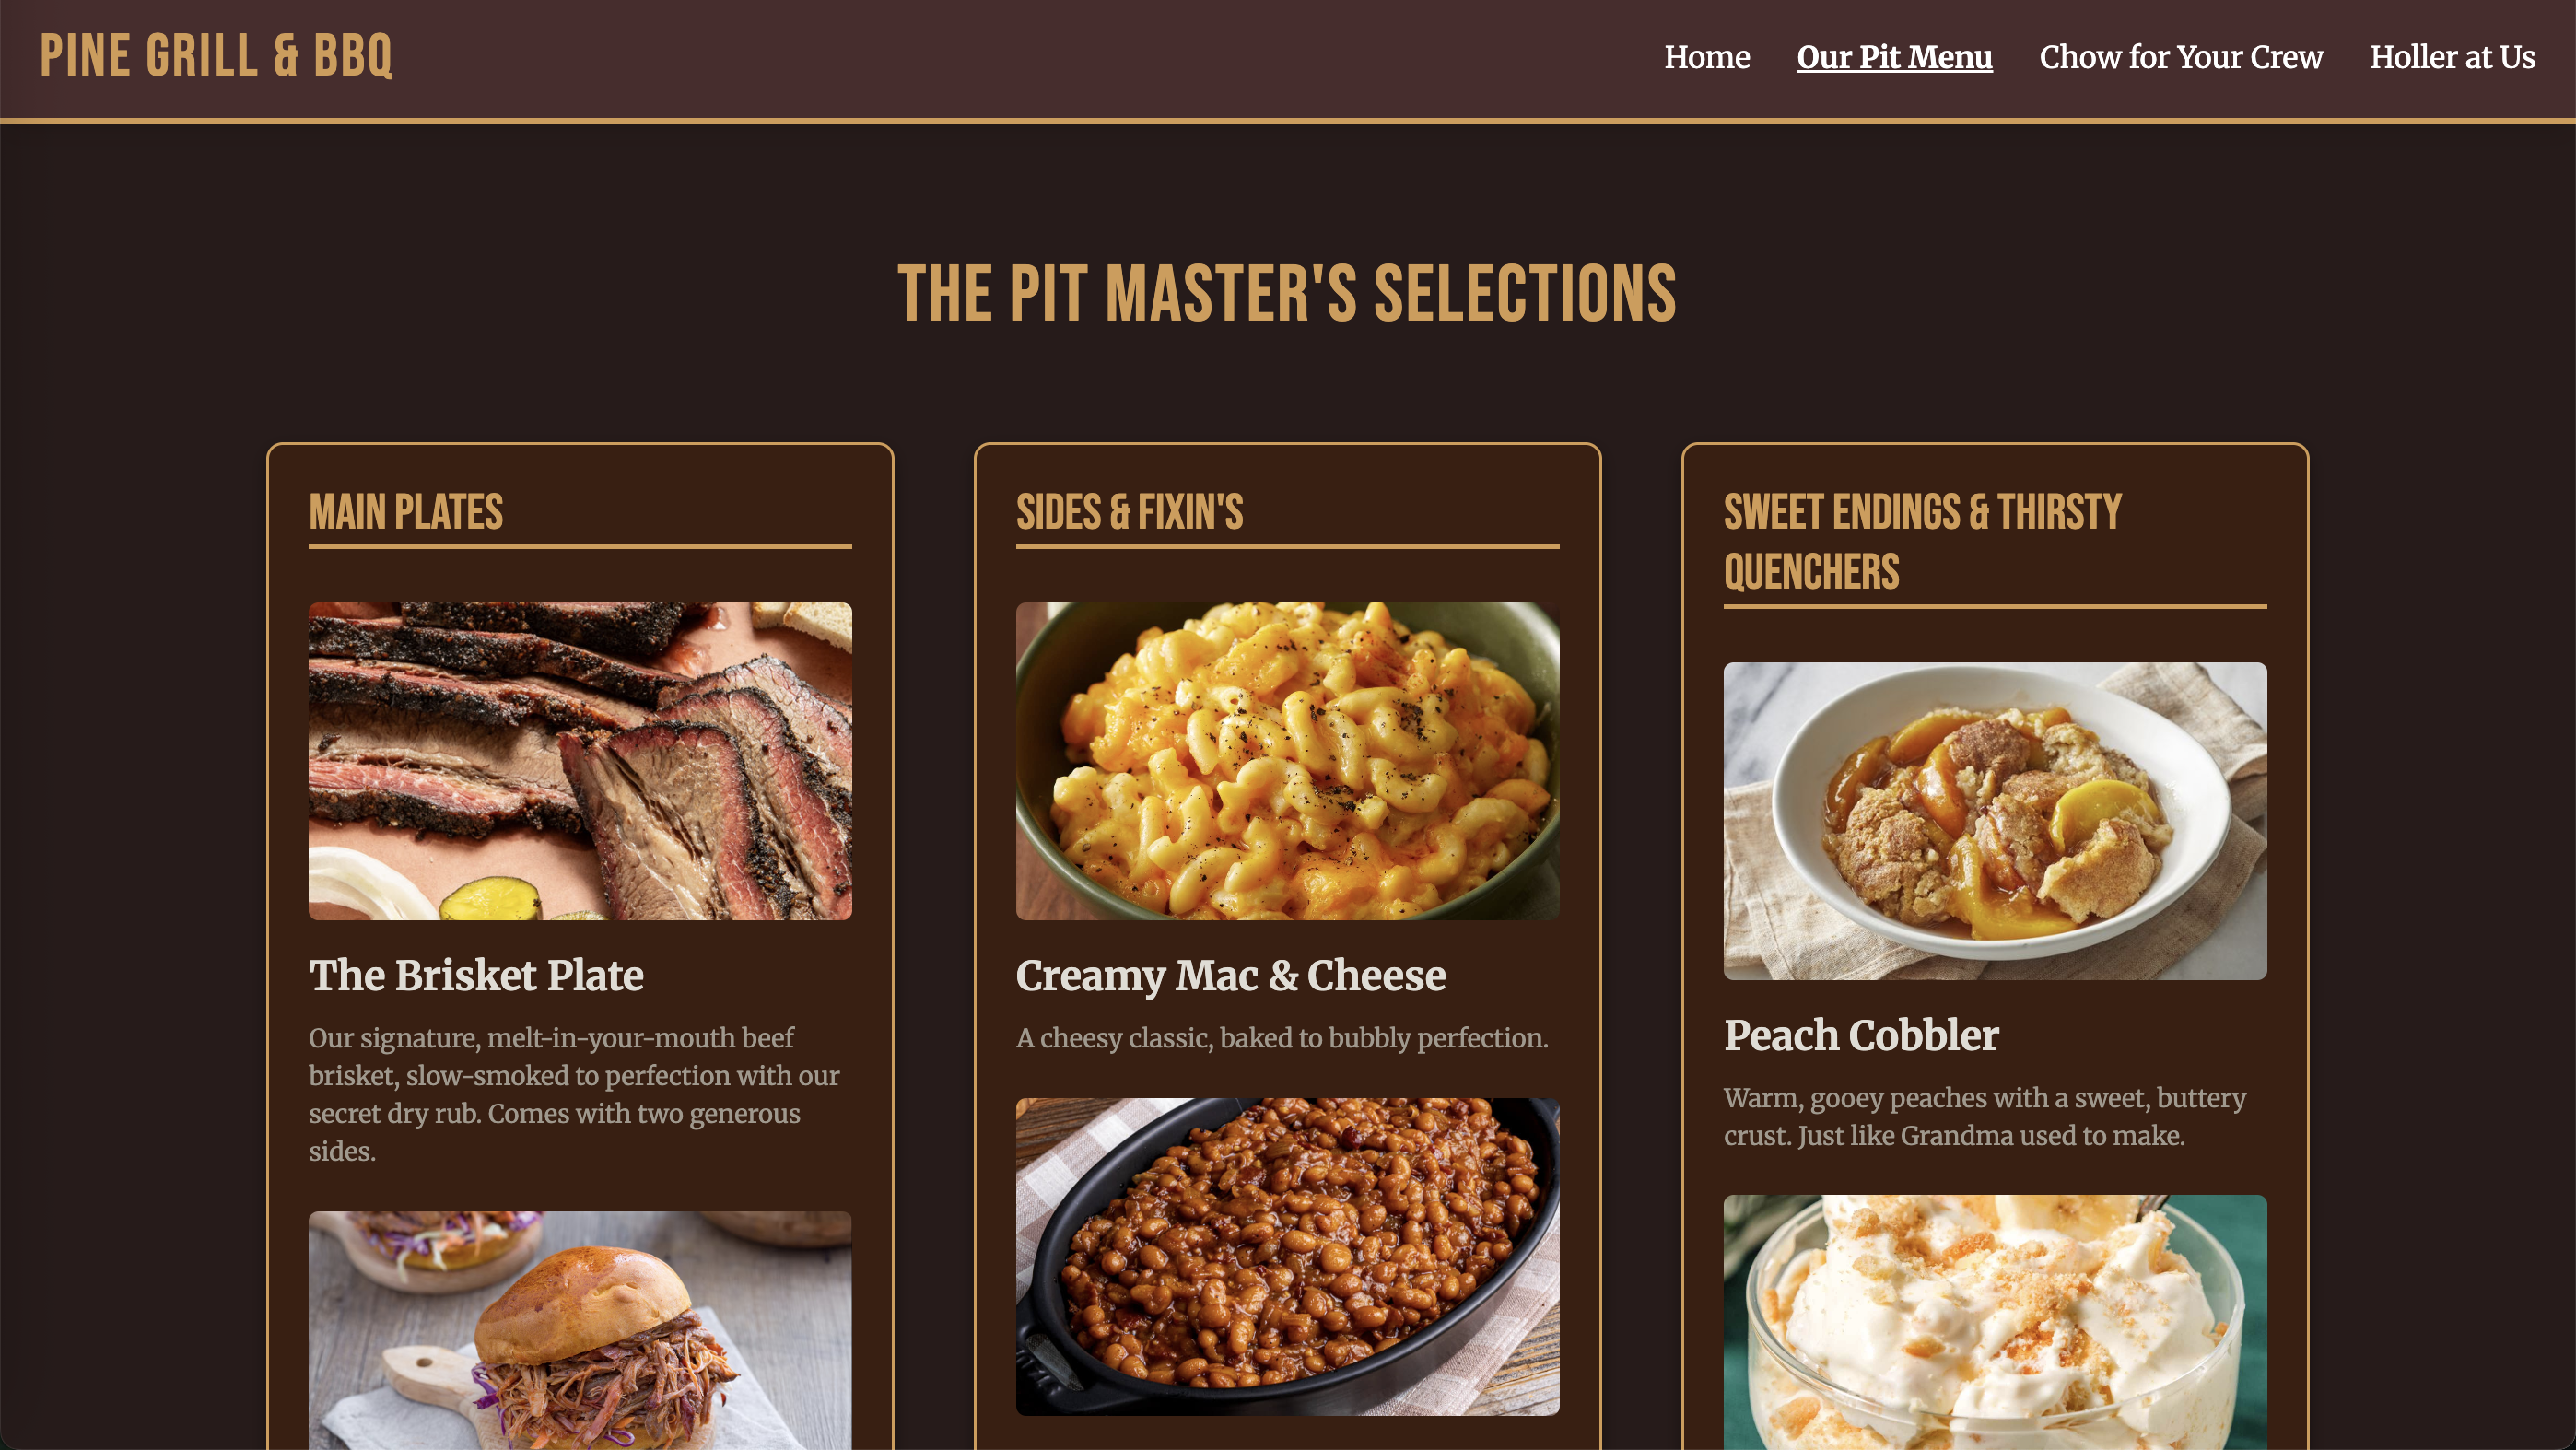 PINE GRILL & BBQ
Home
Our Pit Menu
Chow for Your Crew
Holler at Us
THE PIT MASTER'S SELECTIONS
MAIN PLATES
The Brisket Plate
Our signature, melt-in-your-mouth beef
brisket, slow-smoked to perfection with our
secret dry rub. Comes with two generous
sides.
SIDES & FIXIN'S
Creamy Mac & Cheese
A cheesy classic, baked to bubbly perfection.
SWEET ENDINGS & THIRSTY
QUENCHERS
Peach Cobbler
Warm, gooey peaches with a sweet, buttery
crust. Just like Grandma used to make.